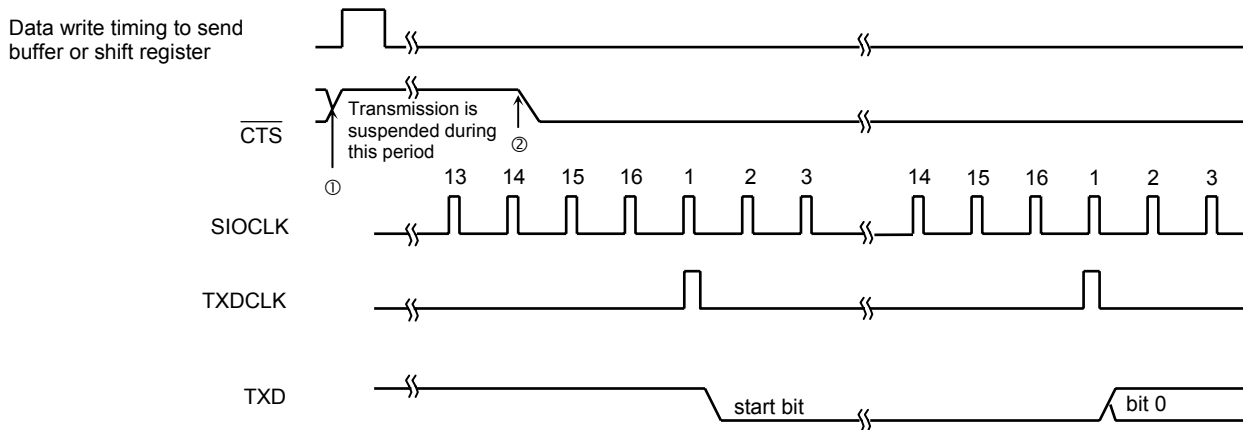 Data write timing to send
buffer or shift register
CTS
Transmission is
suspended during
this period
①
②
13 14 15 16 1 2 3 14 15 16 1 2 3
SIOCLK
TXDCLK
TXD
start bit
bit 0